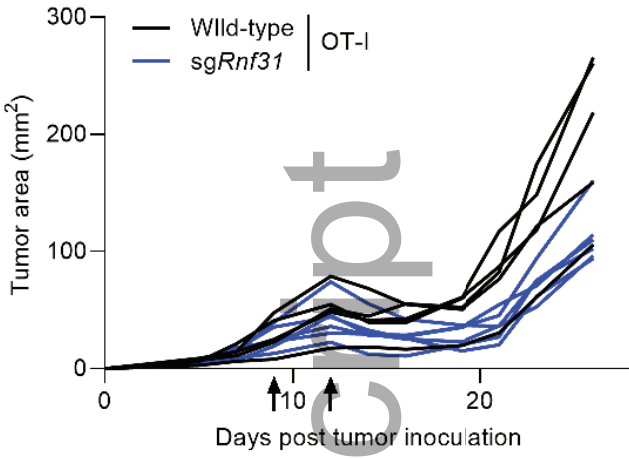 300
200
100
0
Tumor area (mm²)
WIld-type
sgRnf31
OT-I
0
10
20
Days post tumor inoculation
cript